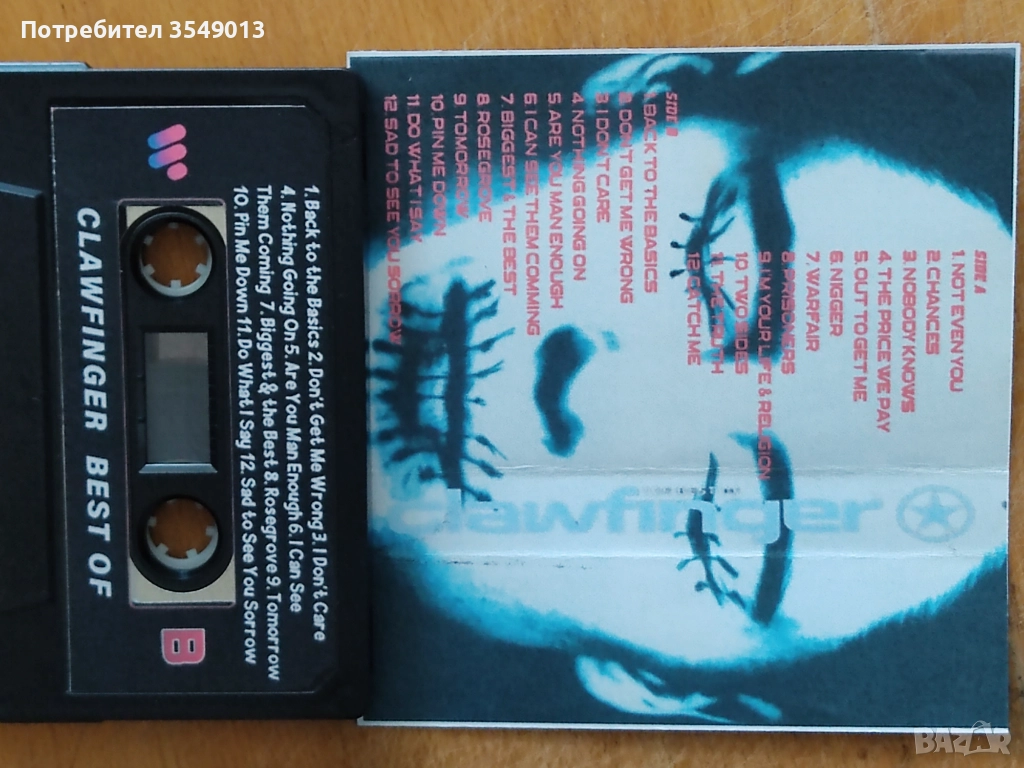 Потребител 3549013
CLAWFINGER BEST OF
B
1. Back to the Basics 2. Don't Get Me Wrong 3. I Don't Care
4. Nothing Going On 5. Are You Man Enough 6. I Can See
Them Coming 7. Biggest & the Best 8. Rosegrove 9. Tomorrow
10. Pin Me Down 11. Do What I Say 12. Sad to See You Sorrow
SIDE A
1. NOT EVEN YOU
2. CHANCES
3. NOBODY KNOWS
4. THE PRICE WE PAY
5. OUT TO GET ME
6. NIGGER
7. WARFAIR
8. PRISIONERS
9. I'M YOUR LIFE & RELIGION
10. TWO SIDES
11. THE TRUTH
12. CATCH ME
SIDE B
1. BACK TO THE BASICS
2. DON'T GET ME WRONG
3. I DON'T CARE
4. NOTHING GOING ON
5. ARE YOU MAN ENOUGH
6. I CAN SEE THEM COMMING
7. BIGGEST & THE BEST
8. ROSEGRIVE
9. TOMORROW
10. PIN ME DOWN
11. DO WHAT I SAY
12. SAD TO SEE YOU SORROW
clawfinger
BAZAR